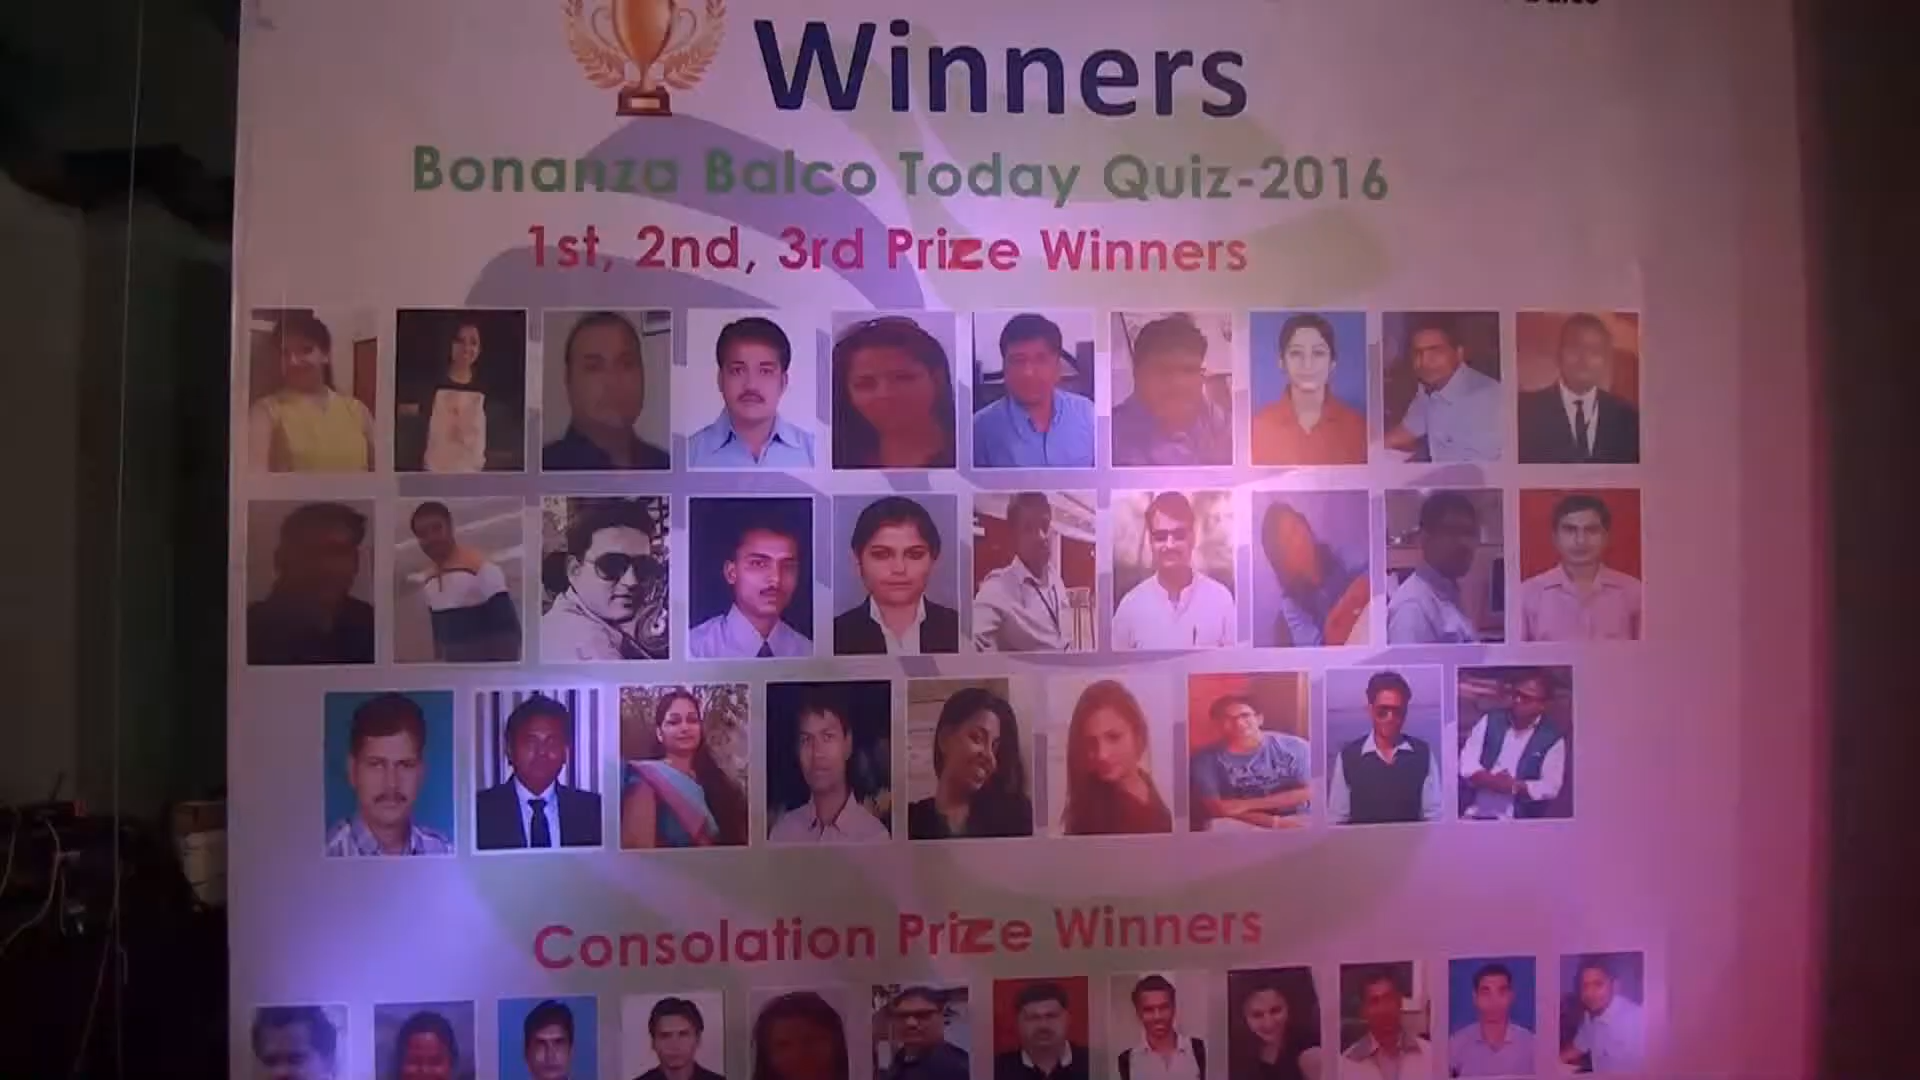 Winners
Bonanza Balco Today Quiz-2016
1st, 2nd, 3rd Prize Winners
Consolation Prize Winners